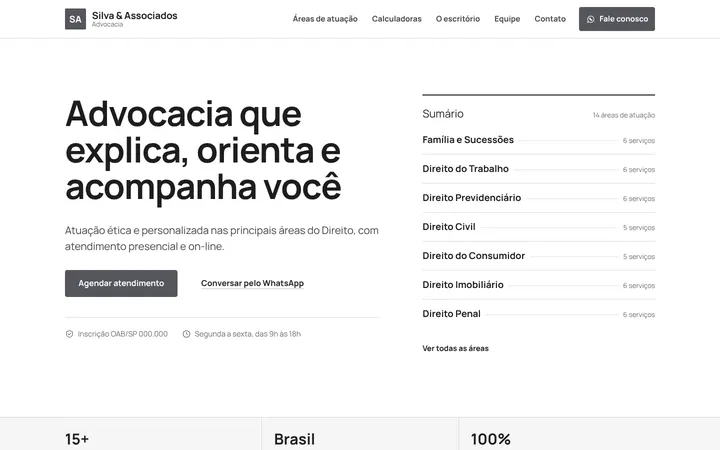 SA
Silva & Associados
Advocacia
Áreas de atuação
Calculadoras
O escritório
Equipe
Contato
Fale conosco
Advocacia que
explica, orienta e
acompanha você
Atuação ética e personalizada nas principais áreas do Direito, com
atendimento presencial e on-line.
Agendar atendimento
Conversar pelo WhatsApp
Inscrição OAB/SP 000.000
Segunda a sexta, das 9h às 18h
Sumário
14 áreas de atuação
Família e Sucessões 6 serviços
Direito do Trabalho 6 serviços
Direito Previdenciário 6 serviços
Direito Civil 5 serviços
Direito do Consumidor 5 serviços
Direito Imobiliário 6 serviços
Direito Penal 6 serviços
Ver todas as áreas
15+
Brasil
100%